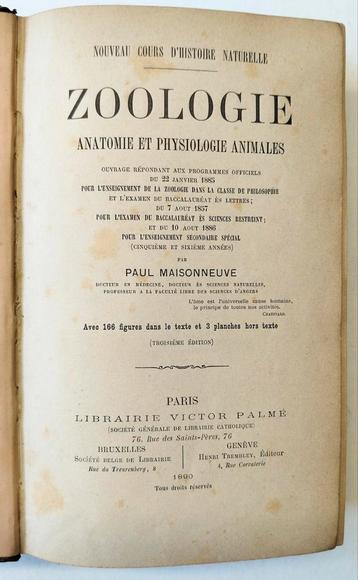 NOUVEAU COURS D'HISTOIRE NATURELLE
ZOOLOGIE
ANATOMIE ET PHYSIOLOGIE ANIMALES
OUVRAGE RÉPONDANT AUX PROGRAMMES OFFICIELS
DU 22 JANVIER 1885
POUR L'ENSEIGNEMENT DE LA ZOOLOGIE DANS LA CLASSE DE PHILOSOPHIE
ET L'EXAMEN DU BACCALAURÉAT ÈS LETTRES;
DU 7 AOUT 1857
POUR L'EXAMEN DU BACCALAURÉAT ÈS SCIENCES RESTREINT;
ET DU 10 AOUT 1886
POUR L'ENSEIGNEMENT SECONDAIRE SPÉCIAL
(CINQUIÈME ET SIXIÈME ANNÉES)
PAR
PAUL MAISONNEUVE
DOCTEUR EN MÉDECINE, DOCTEUR ÈS SCIENCES NATURELLES,
PROFESSEUR A LA FACULTÉ LIBRE DES SCIENCES D'ANGERS
L'âme est l'universelle cause humaine,
le principe de toutes nos activités.
Avec 166 figures dans le texte et 3 planches hors texte
(TROISIÈME ÉDITION)
PARIS
LIBRAIRIE VICTOR PALMÉ
(SOCIÉTÉ GÉNÉRALE DE LIBRAIRIE CATHOLIQUE)
76, Rue des Saints-Pères, 76
BRUXELLES
SOCIÉTÉ BELGE DE LIBRAIRIE
Rue du Treurenberg, 8
GENÈVE
HENRI TREMBLEY, Éditeur
4, Rue Corraterie
1890
Tous droits réservés